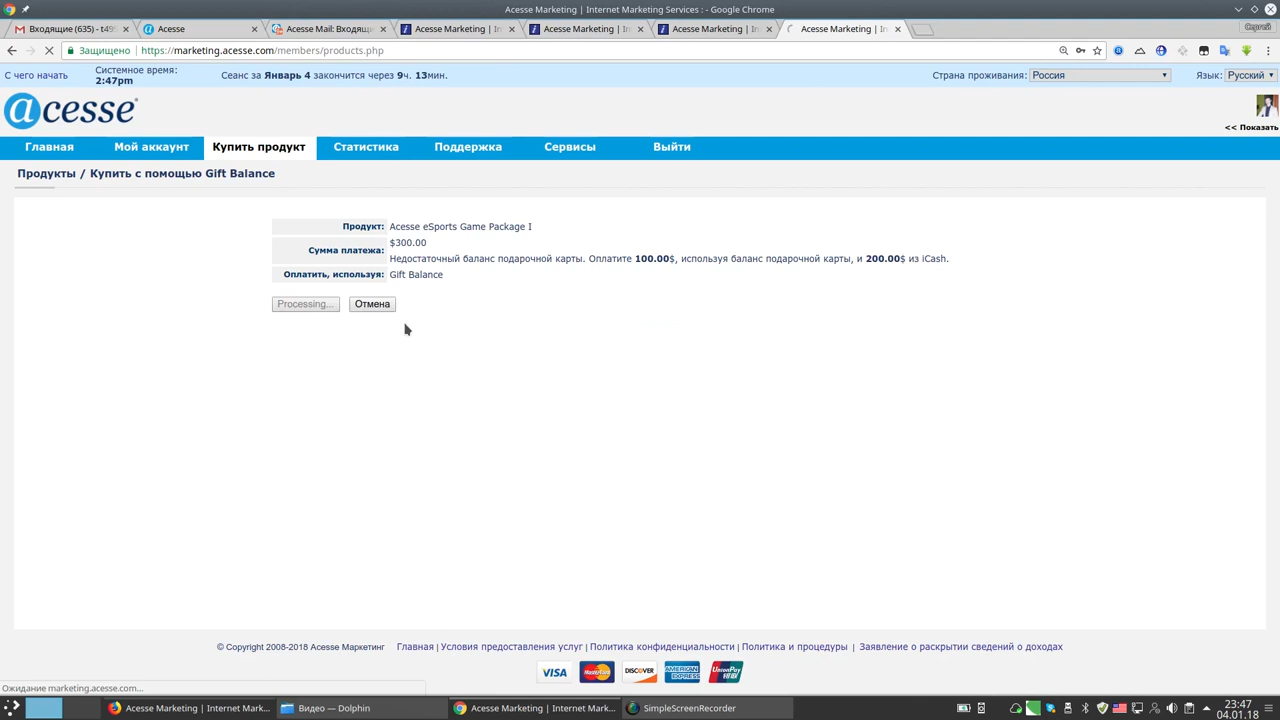 Acesse Marketing | Internet Marketing Services : - Google Chrome
Входящие (635) - t49
Acesse
Acesse Mail: Входящи
Acesse Marketing | In
Acesse Marketing | In
Acesse Marketing | In
Acesse Marketing | In
Сергей
Защищено
https://marketing.acesse.com/members/products.php
С чего начать
Системное время:
2:47pm
Сеанс за Январь 4 закончится через 9ч. 13мин.
Страна проживания:
Россия
Язык:
Русский
acesse
<< Показать
Главная
Мой аккаунт
Купить продукт
Статистика
Поддержка
Сервисы
Выйти
Продукты / Купить с помощью Gift Balance
Продукт: Acesse eSports Game Package I
Сумма платежа: $300.00
Недостаточный баланс подарочной карты. Оплатите 100.00$, используя баланс подарочной карты, и 200.00$ из iCash.
Оплатить, используя: Gift Balance
Processing...
Отмена
© Copyright 2008-2018 Acesse Маркетинг
Главная | Условия предоставления услуг | Политика конфиденциальности | Политика и процедуры | Заявление о раскрытии сведений о доходах
VISA
MasterCard
DISCOVER
AMERICAN EXPRESS
UnionPay
Ожидание marketing.acesse.com...
Acesse Marketing | Internet Mark...
Видео — Dolphin
Acesse Marketing | Internet Mark...
SimpleScreenRecorder
23:47
04.01.18